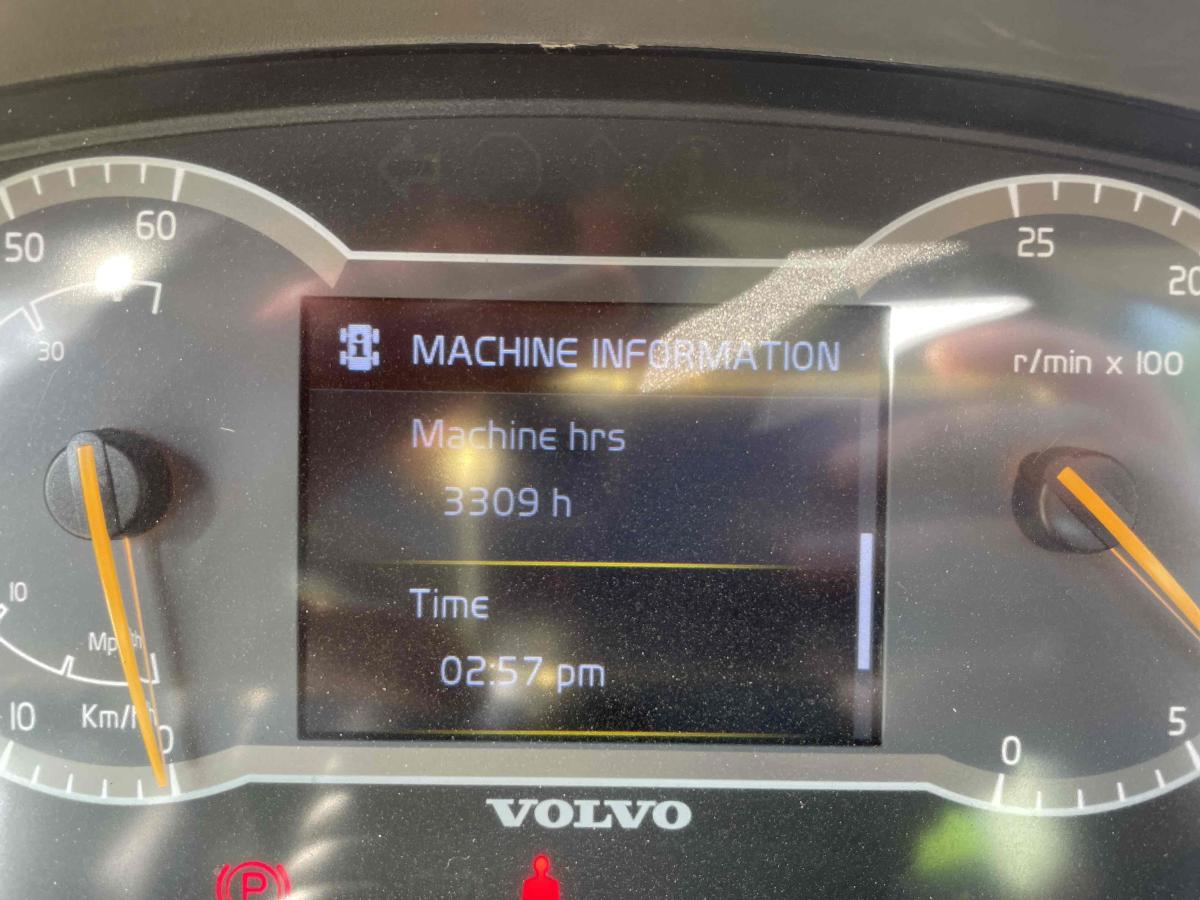 50
60
30
10
Mph
10
Km/h
0
MACHINE INFORMATION
Machine hrs
3309 h
Time
02:57 pm
25
20
r/min x 100
5
0
VOLVO
P